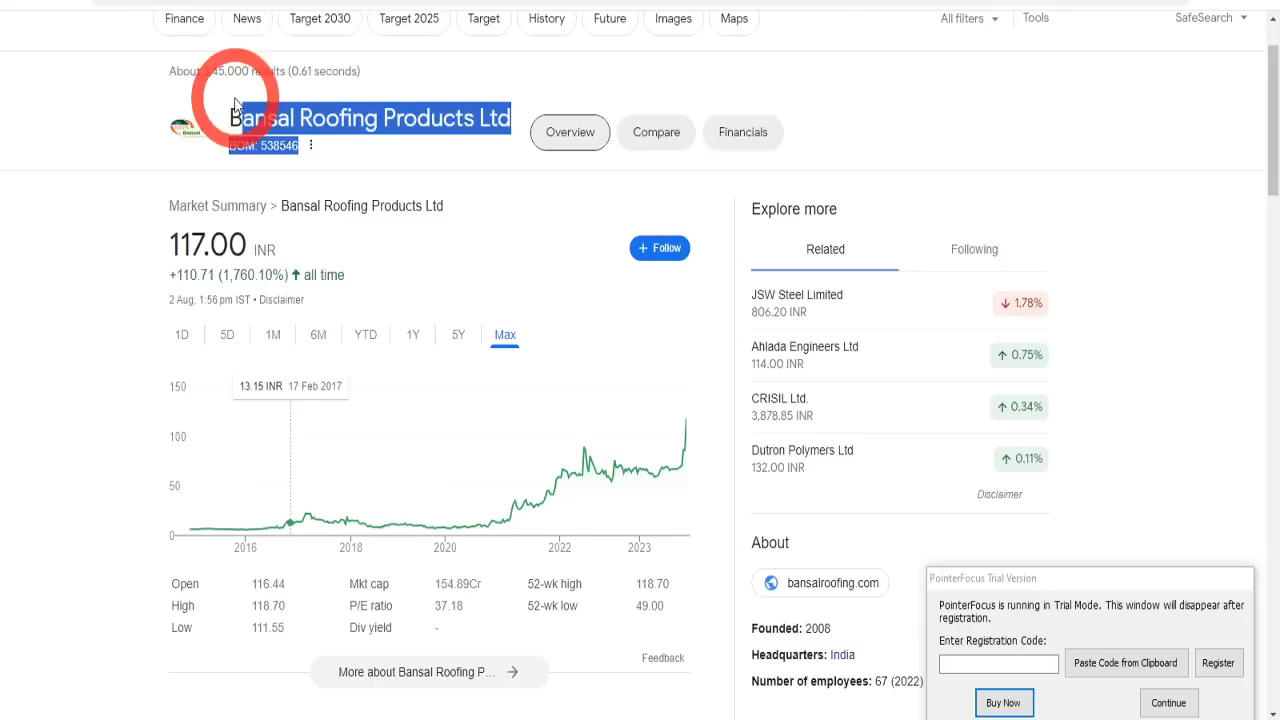 Finance News Target 2030 Target 2025 Target History Future Images Maps All filters Tools SafeSearch
About 3,45,000 results (0.61 seconds)
Bansal Roofing Products Ltd
BOM: 538546
Overview Compare Financials
Market Summary > Bansal Roofing Products Ltd
117.00 INR
+ Follow
+110.71 (1,760.10%) ↑ all time
2 Aug, 1:56 pm IST • Disclaimer
1D 5D 1M 6M YTD 1Y 5Y Max
13.15 INR 17 Feb 2017
150
100
50
0
2016 2018 2020 2022 2023
Open 116.44 Mkt cap 154.89Cr 52-wk high 118.70
High 118.70 P/E ratio 37.18 52-wk low 49.00
Low 111.55 Div yield -
Feedback
More about Bansal Roofing P... →
Explore more
Related Following
JSW Steel Limited
806.20 INR
↓ 1.78%
Ahlada Engineers Ltd
114.00 INR
↑ 0.75%
CRISIL Ltd.
3,878.85 INR
↑ 0.34%
Dutron Polymers Ltd
132.00 INR
↑ 0.11%
Disclaimer
About
bansalroofing.com
Founded: 2008
Headquarters: India
Number of employees: 67 (2022)
PointerFocus Trial Version
PointerFocus is running in Trial Mode. This window will disappear after
registration.
Enter Registration Code:
Paste Code from Clipboard Register
Buy Now Continue